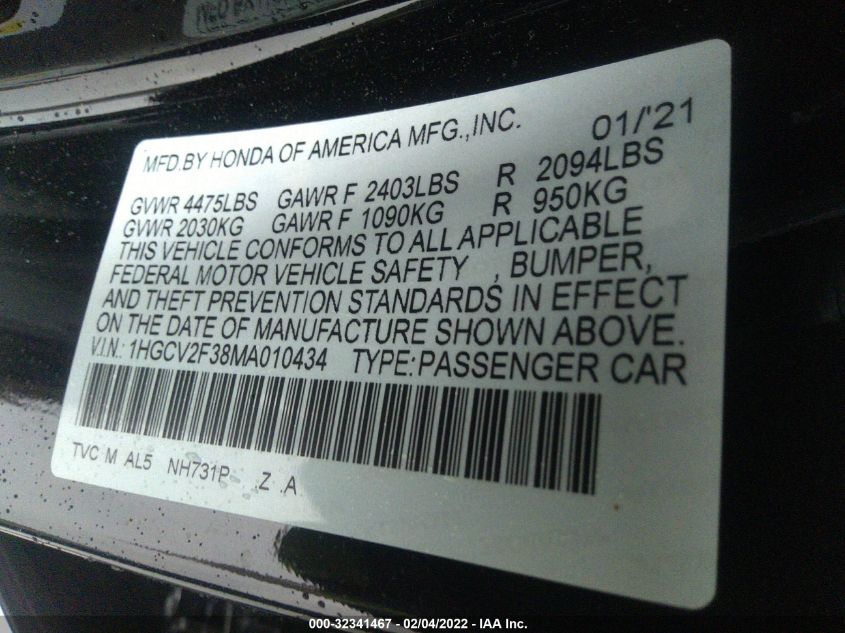 MFD.BY HONDA OF AMERICA MFG.,INC. 01/'21
GVWR 4475LBS GAWR F 2403LBS R 2094LBS
GVWR 2030KG GAWR F 1090KG R 950KG
THIS VEHICLE CONFORMS TO ALL APPLICABLE
FEDERAL MOTOR VEHICLE SAFETY , BUMPER,
AND THEFT PREVENTION STANDARDS IN EFFECT
ON THE DATE OF MANUFACTURE SHOWN ABOVE.
V.I.N.: 1HGCV2F38MA010434 TYPE: PASSENGER CAR
TVC M AL5 NH731P .Z .A
000-32341467 - 02/04/2022 - IAA Inc.